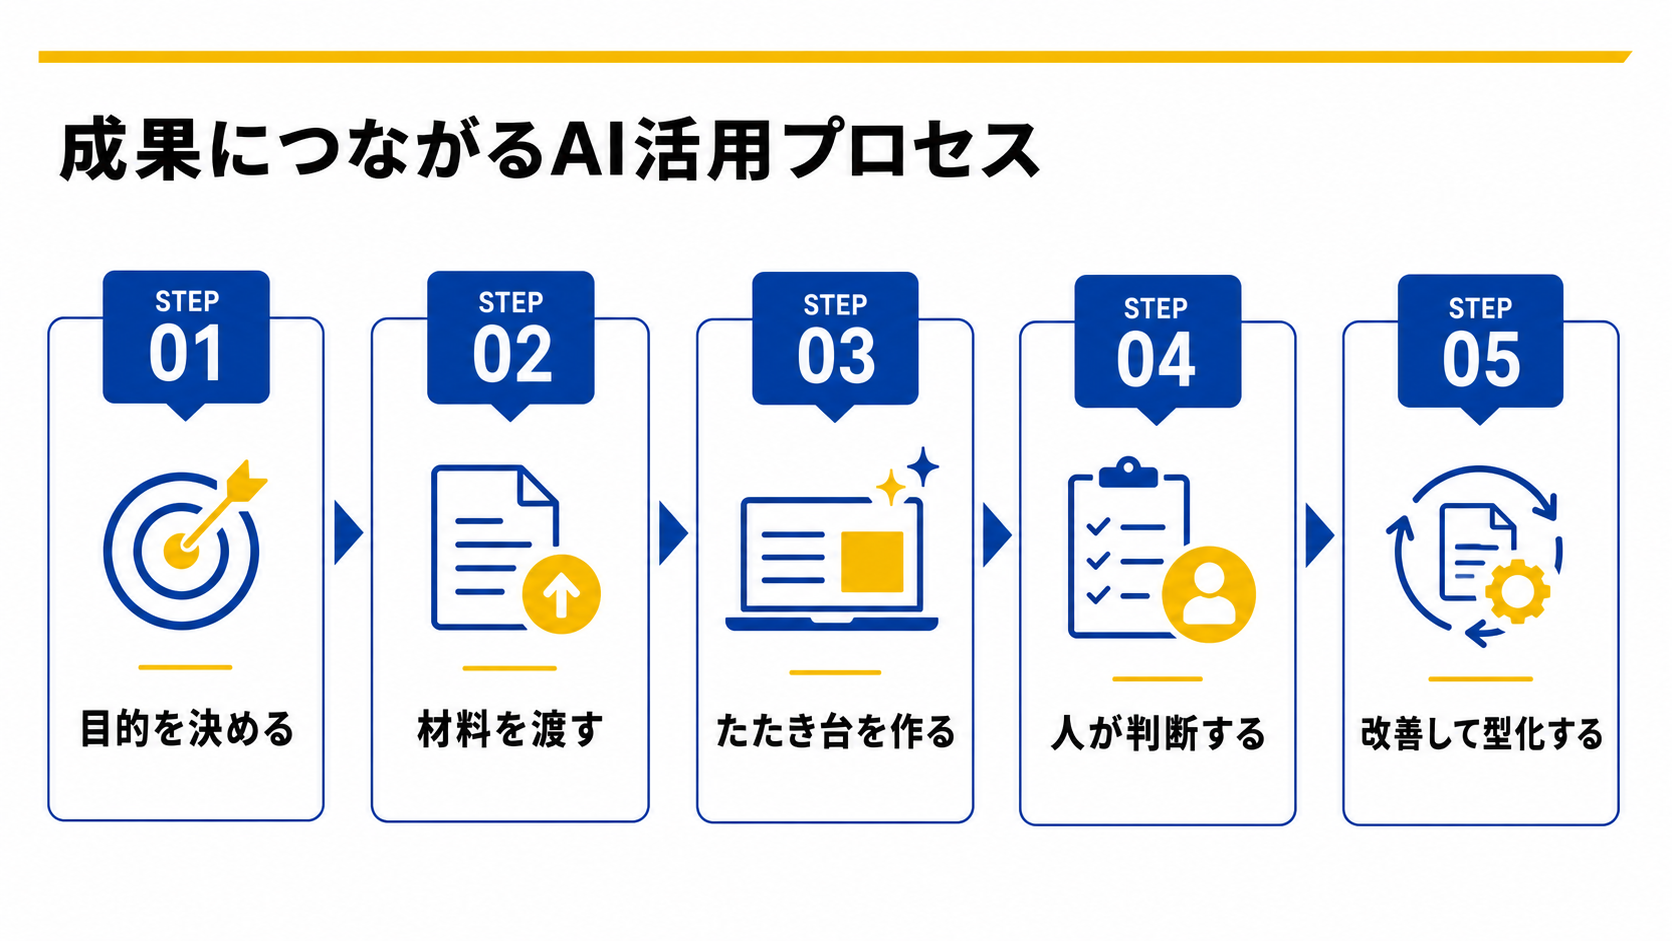 成果につながるAI活用プロセス
STEP
01
目的を決める
STEP
02
材料を渡す
STEP
03
たたき台を作る
STEP
04
人が判断する
STEP
05
改善して型化する